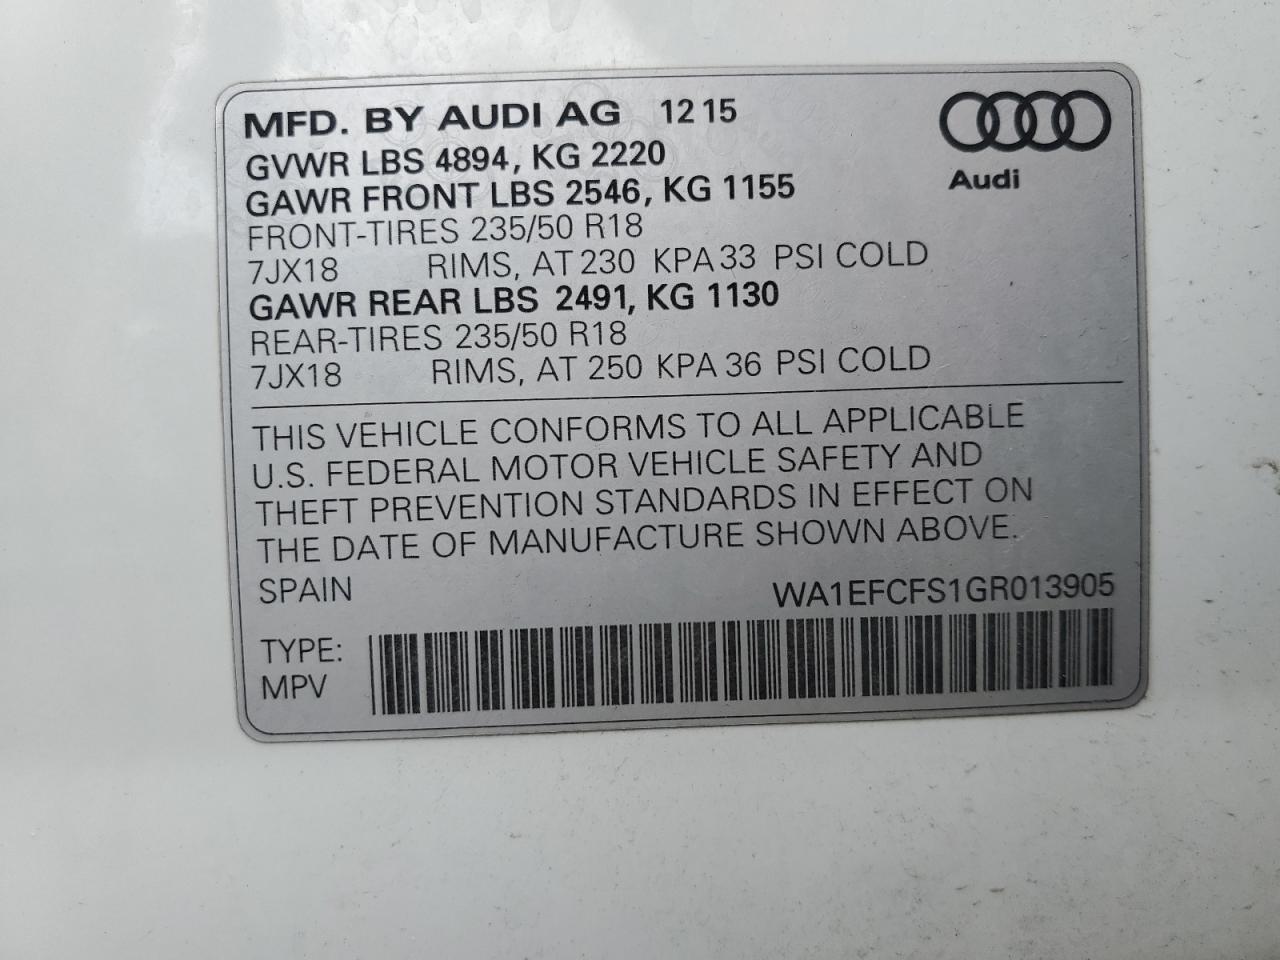 MFD. BY AUDI AG 12 15
Audi
GVWR LBS 4894, KG 2220
GAWR FRONT LBS 2546, KG 1155
FRONT-TIRES 235/50 R18
7JX18 RIMS, AT 230 KPA 33 PSI COLD
GAWR REAR LBS 2491, KG 1130
REAR-TIRES 235/50 R18
7JX18 RIMS, AT 250 KPA 36 PSI COLD
THIS VEHICLE CONFORMS TO ALL APPLICABLE
U.S. FEDERAL MOTOR VEHICLE SAFETY AND
THEFT PREVENTION STANDARDS IN EFFECT ON
THE DATE OF MANUFACTURE SHOWN ABOVE.
SPAIN WA1EFCFS1GR013905
TYPE:
MPV